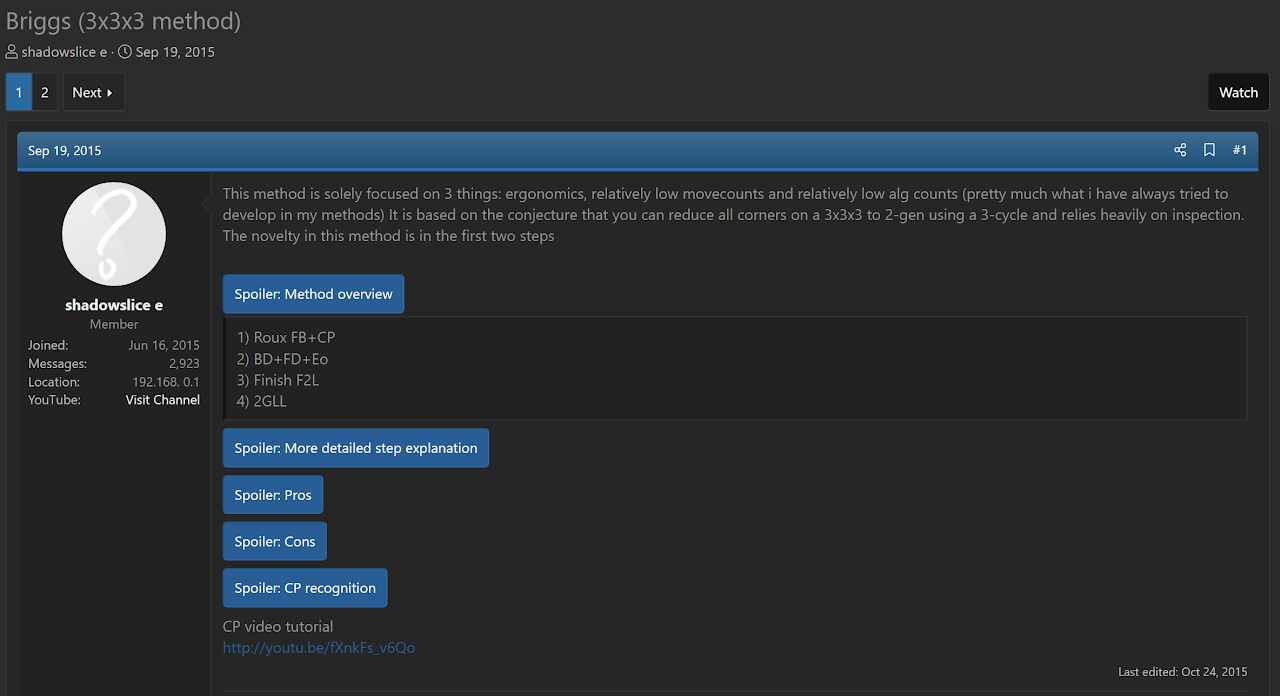 Briggs (3x3x3 method)
shadowslice e · Sep 19, 2015
1 2 Next
Watch
Sep 19, 2015
#1
shadowslice e
Member
Joined: Jun 16, 2015
Messages: 2,923
Location: 192.168. 0.1
YouTube: Visit Channel
This method is solely focused on 3 things: ergonomics, relatively low movecounts and relatively low alg counts (pretty much what i have always tried to
develop in my methods) It is based on the conjecture that you can reduce all corners on a 3x3x3 to 2-gen using a 3-cycle and relies heavily on inspection.
The novelty in this method is in the first two steps
Spoiler: Method overview
1) Roux FB+CP
2) BD+FD+Eo
3) Finish F2L
4) 2GLL
Spoiler: More detailed step explanation
Spoiler: Pros
Spoiler: Cons
Spoiler: CP recognition
CP video tutorial
http://youtu.be/fXnkFs_v6Qo
Last edited: Oct 24, 2015